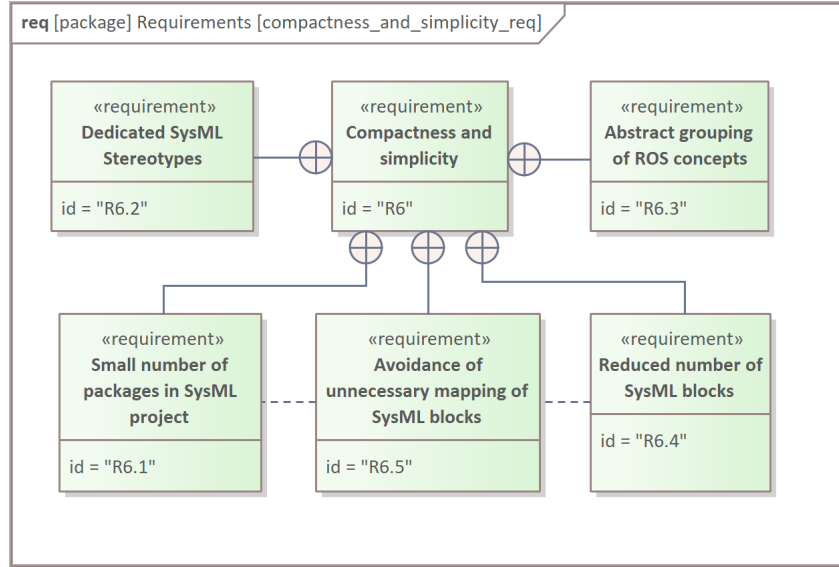 req [package] Requirements [compactness_and_simplicity_req]
«requirement»
Dedicated SysML
Stereotypes
id = "R6.2"
«requirement»
Compactness and
simplicity
id = "R6"
«requirement»
Abstract grouping
of ROS concepts
id = "R6.3"
«requirement»
Small number of
packages in SysML
project
id = "R6.1"
«requirement»
Avoidance of
unnecessary mapping of
SysML blocks
id = "R6.5"
«requirement»
Reduced number of
SysML blocks
id = "R6.4"